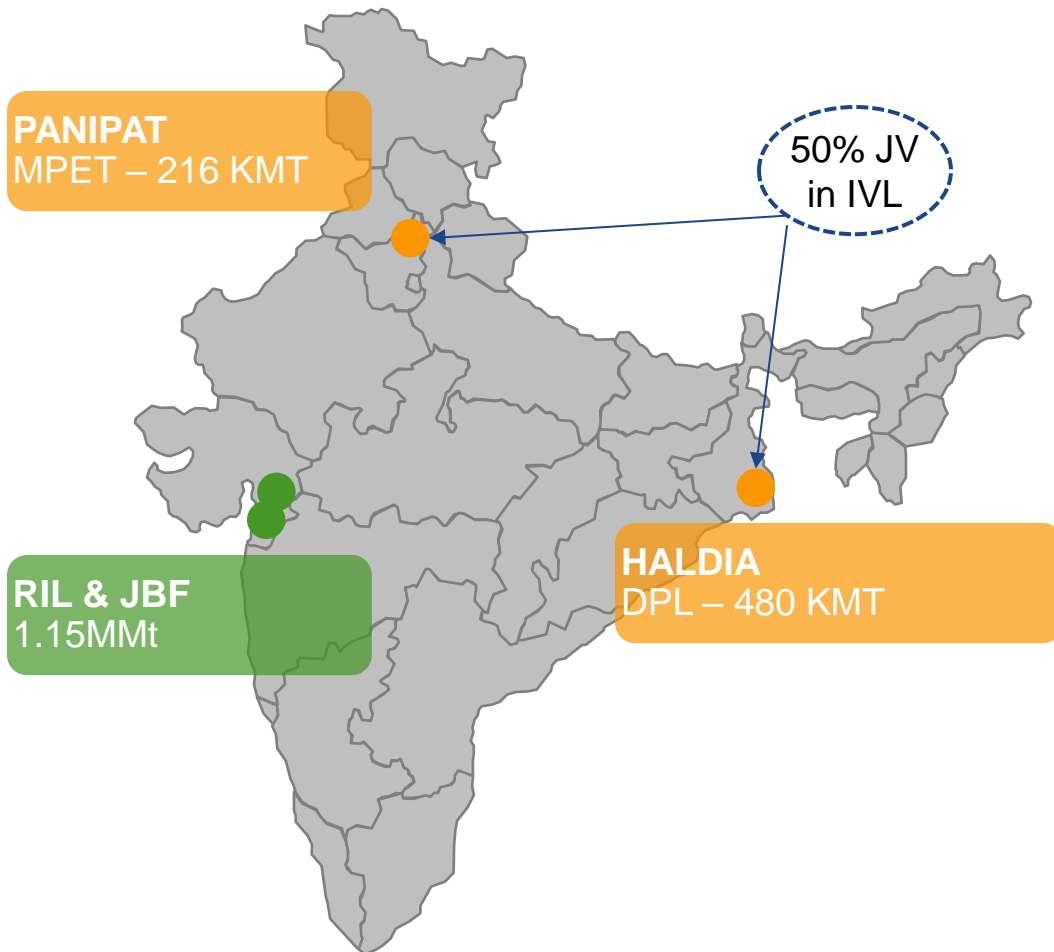 PANIPAT
MPET – 216 KMT
50% JV
in IVL
RIL & JBF
1.15MMt
HALDIA
DPL – 480 KMT